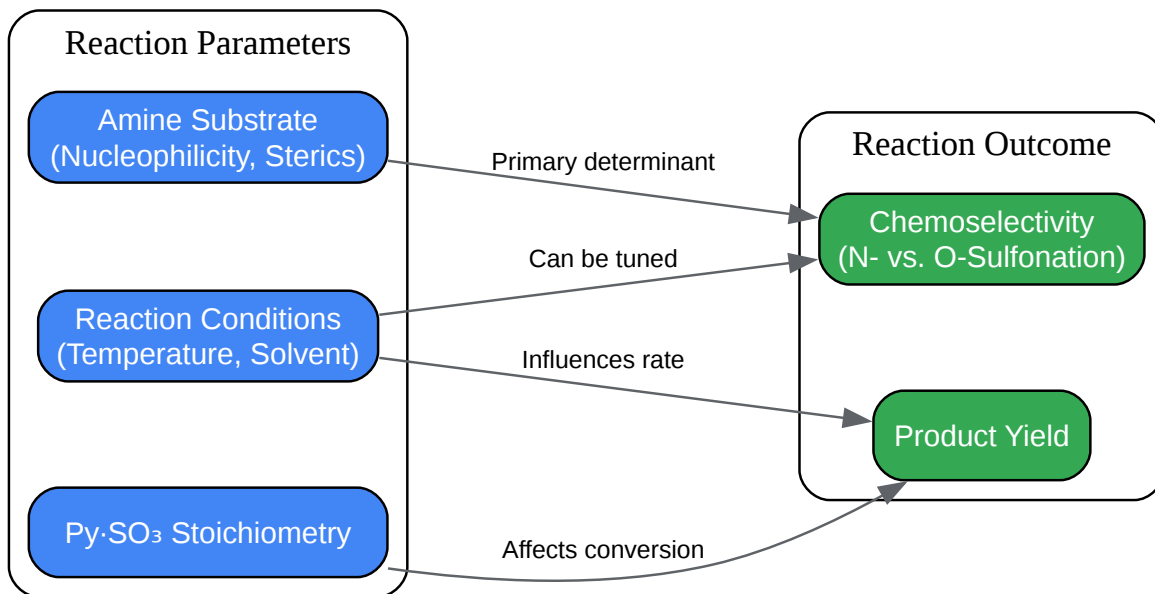 Reaction Parameters
Amine Substrate
(Nucleophilicity, Sterics)
Reaction Conditions
(Temperature, Solvent)
Py·SO₃ Stoichiometry
Primary determinant
Can be tuned
Influences rate
Affects conversion
Reaction Outcome
Chemoselectivity
(N- vs. O-Sulfonation)
Product Yield